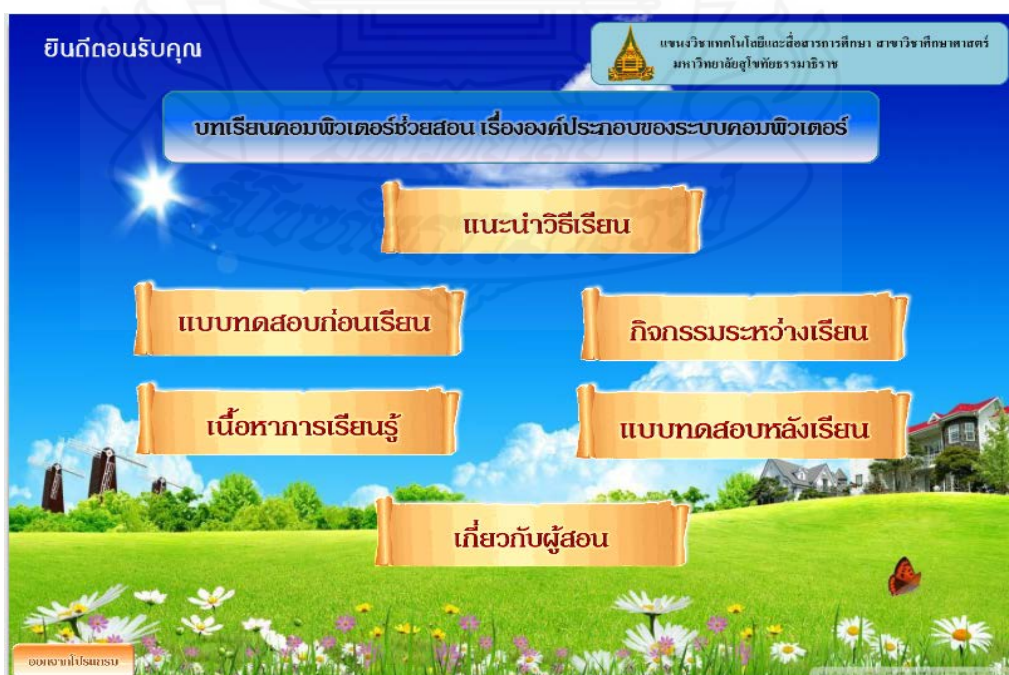 ยินดีตอนรับคุณ
แขนงวิชาเทคโนโลยีและสื่อสารการศึกษา สาขาวิชาศึกษาศาสตร์
มหาวิทยาลัยสุโขทัยธรรมาธิราช
บทเรียนคอมพิวเตอร์ช่วยสอน เรื่ององค์ประกอบของระบบคอมพิวเตอร์
แนะนำวิธีเรียน
แบบทดสอบก่อนเรียน
กิจกรรมระหว่างเรียน
เนื้อหาการเรียนรู้
แบบทดสอบหลังเรียน
เกี่ยวกับผู้สอน
ออกจากโปรแกรม